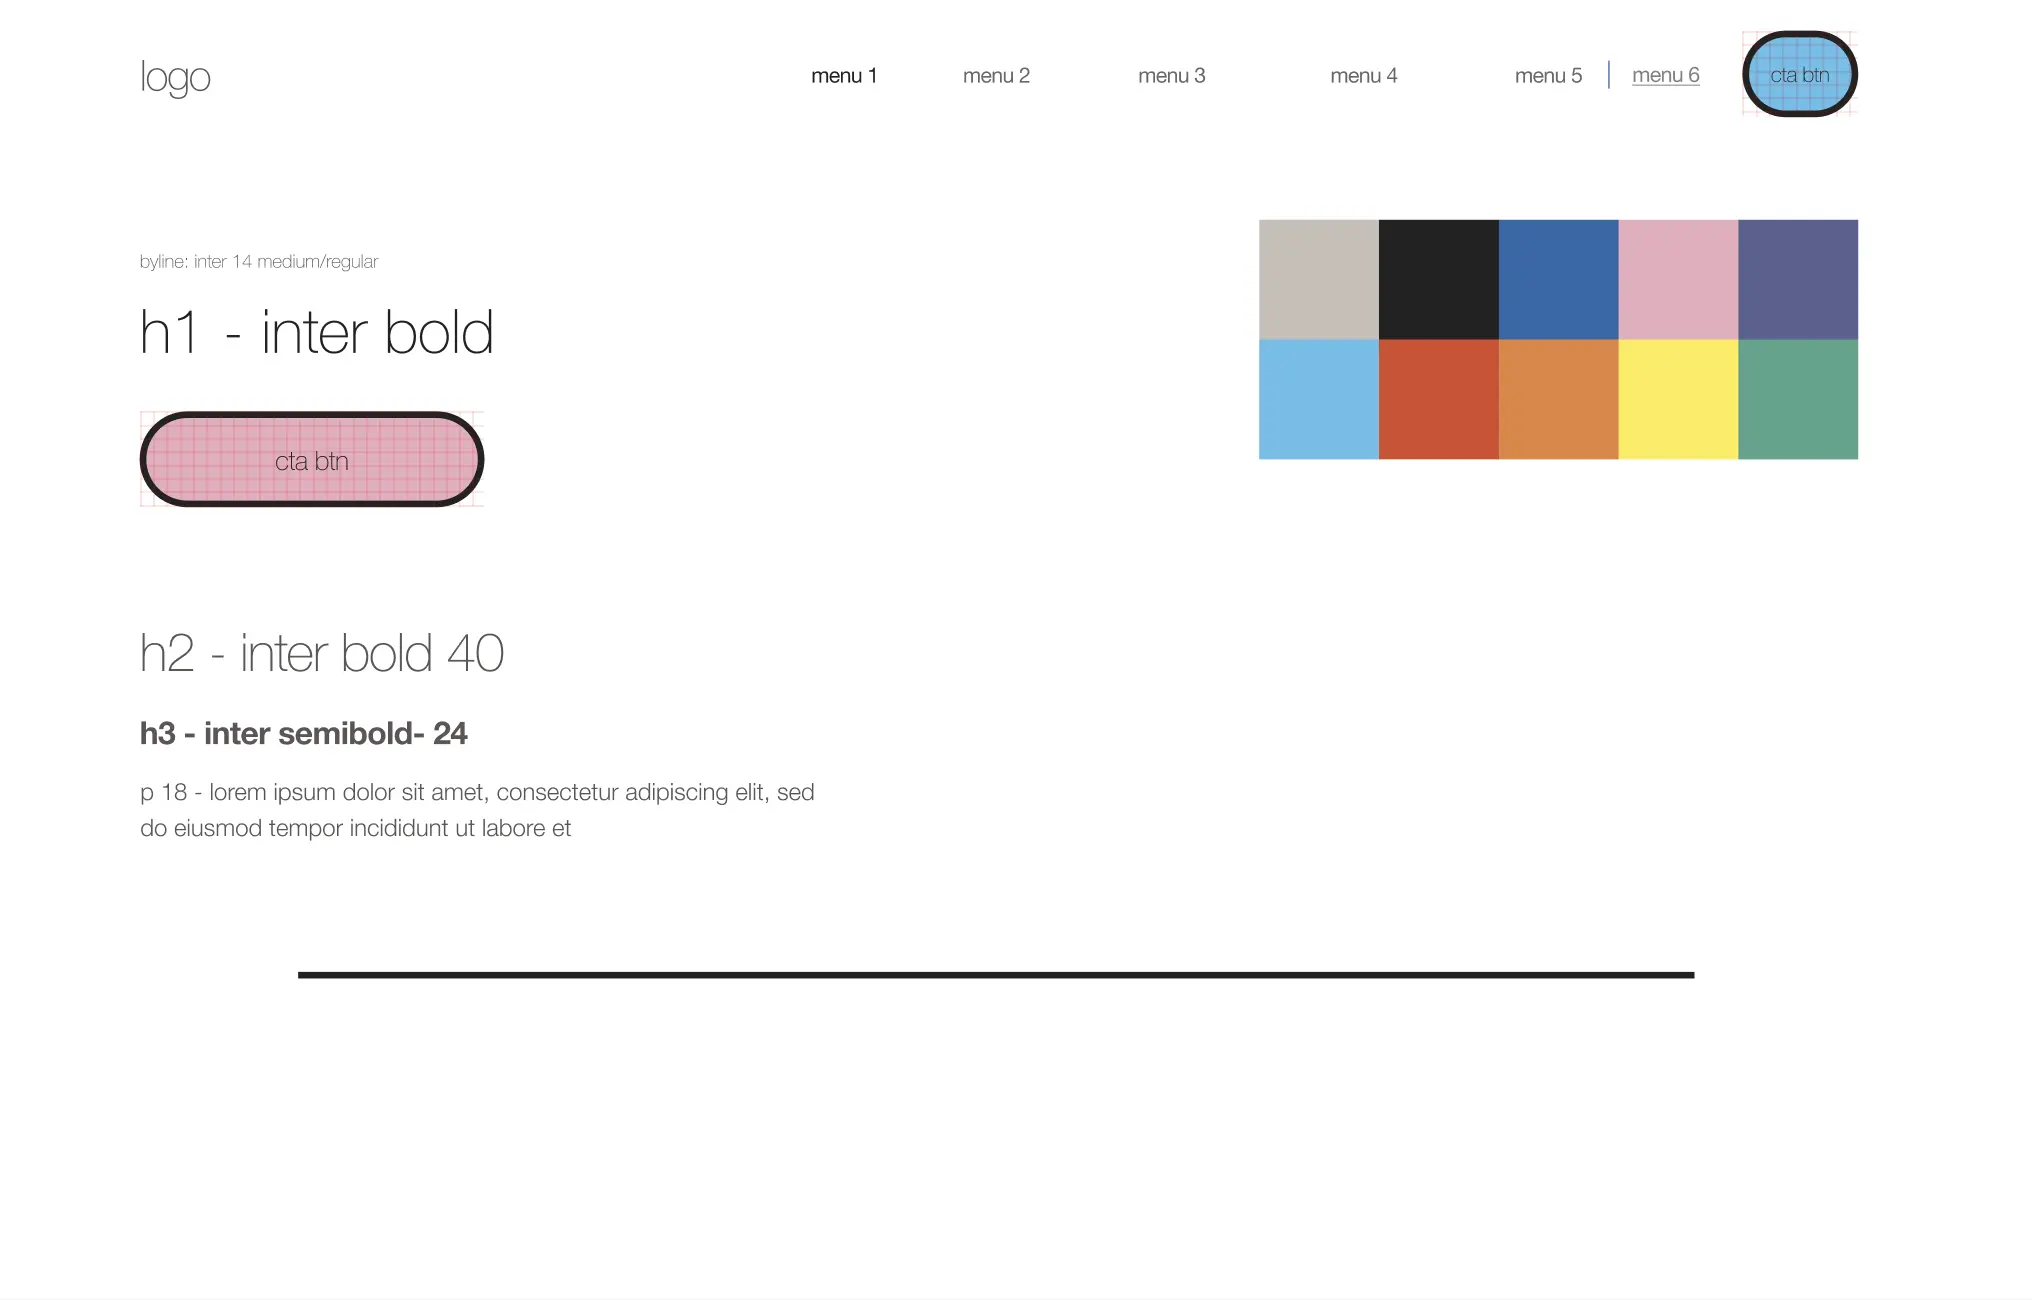 logo
menu 1
menu 2
menu 3
menu 4
menu 5
menu 6
cta btn
byline: inter 14 medium/regular
h1 - inter bold
cta btn
h2 - inter bold 40
h3 - inter semibold- 24
p 18 - lorem ipsum dolor sit amet, consectetur adipiscing elit, sed
do eiusmod tempor incididunt ut labore et